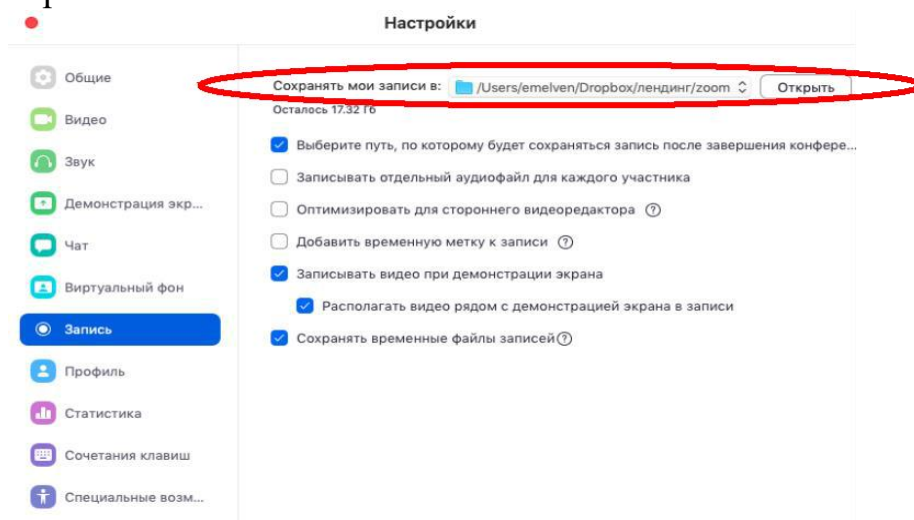 Настройки
Общие
Видео
Звук
Демонстрация экр...
Чат
Виртуальный фон
Запись
Профиль
Статистика
Сочетания клавиш
Специальные возм...
Сохранять мои записи в: /Users/emelven/Dropbox/лендинг/zoom Открыть
Осталось 17.32 Гб
Выберите путь, по которому будет сохраняться запись после завершения конфере...
Записывать отдельный аудиофайл для каждого участника
Оптимизировать для стороннего видеоредактора ?
Добавить временную метку к записи ?
Записывать видео при демонстрации экрана
Располагать видео рядом с демонстрацией экрана в записи
Сохранять временные файлы записей ?